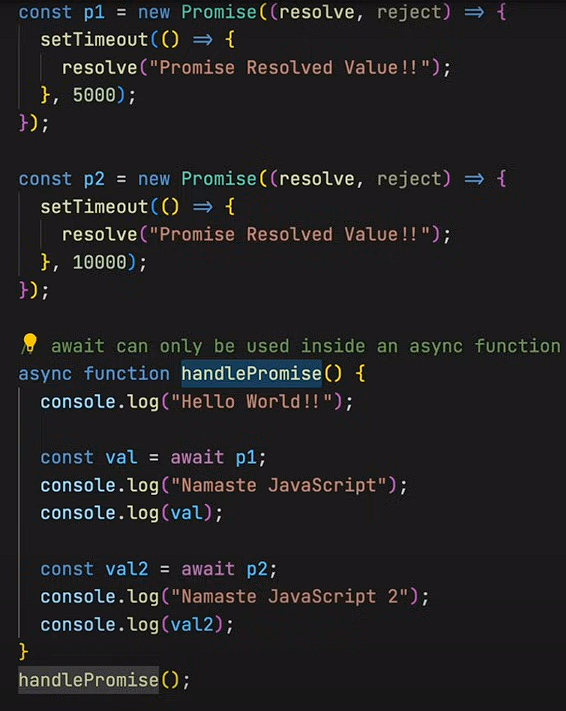 const p1 = new Promise((resolve, reject) => {
  setTimeout(() => {
    resolve("Promise Resolved Value!!");
  }, 5000);
});

const p2 = new Promise((resolve, reject) => {
  setTimeout(() => {
    resolve("Promise Resolved Value!!");
  }, 10000);
});

// await can only be used inside an async function
async function handlePromise() {
  console.log("Hello World!!");

  const val = await p1;
  console.log("Namaste JavaScript");
  console.log(val);

  const val2 = await p2;
  console.log("Namaste JavaScript 2");
  console.log(val2);
}
handlePromise();